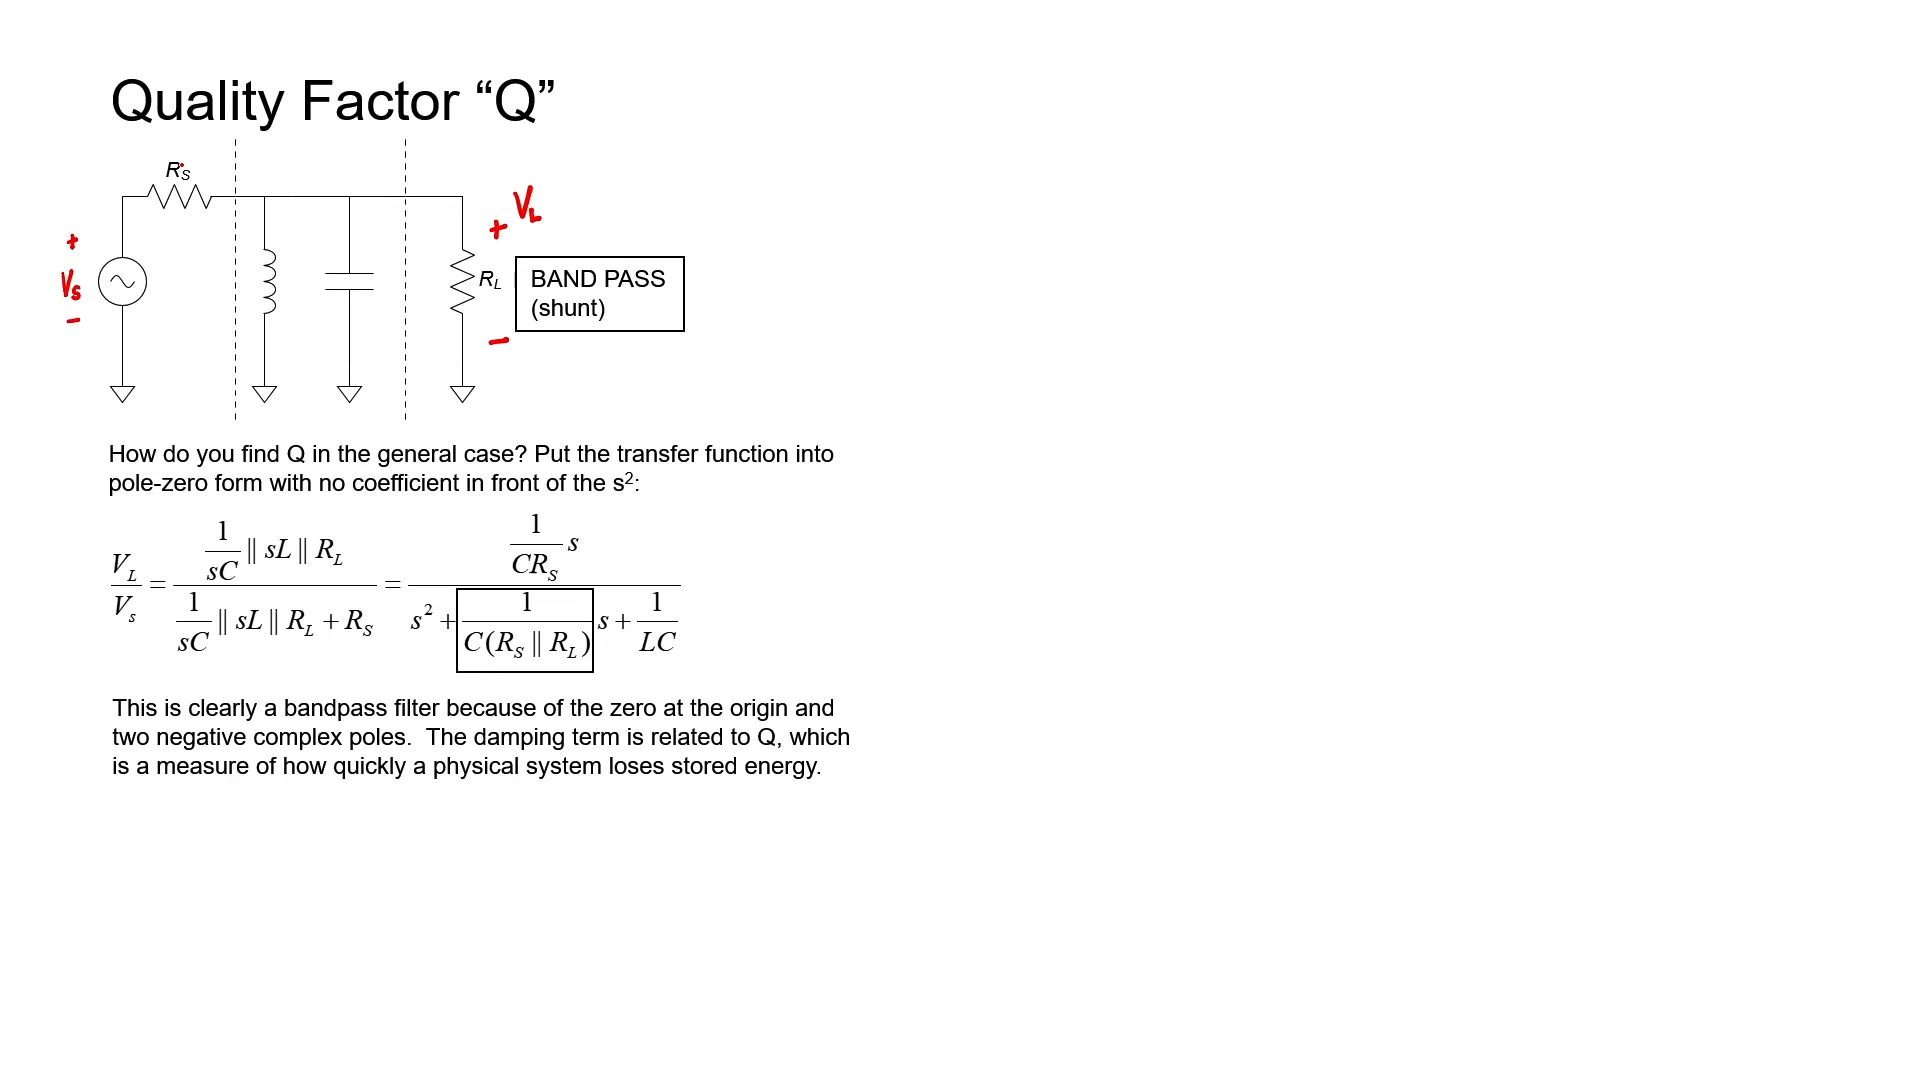 Quality Factor “Q”
R_S
V_L
+
+
V_s
−
R_L
BAND PASS
(shunt)
−
How do you find Q in the general case? Put the transfer function into
pole-zero form with no coefficient in front of the s²:
V_L/V_s = (1/(sC) || sL || R_L) / (1/(sC) || sL || R_L + R_S) = ((1/(CR_S)) s) / (s² + (1/(C(R_S || R_L))) s + 1/(LC))
This is clearly a bandpass filter because of the zero at the origin and
two negative complex poles. The damping term is related to Q, which
is a measure of how quickly a physical system loses stored energy.